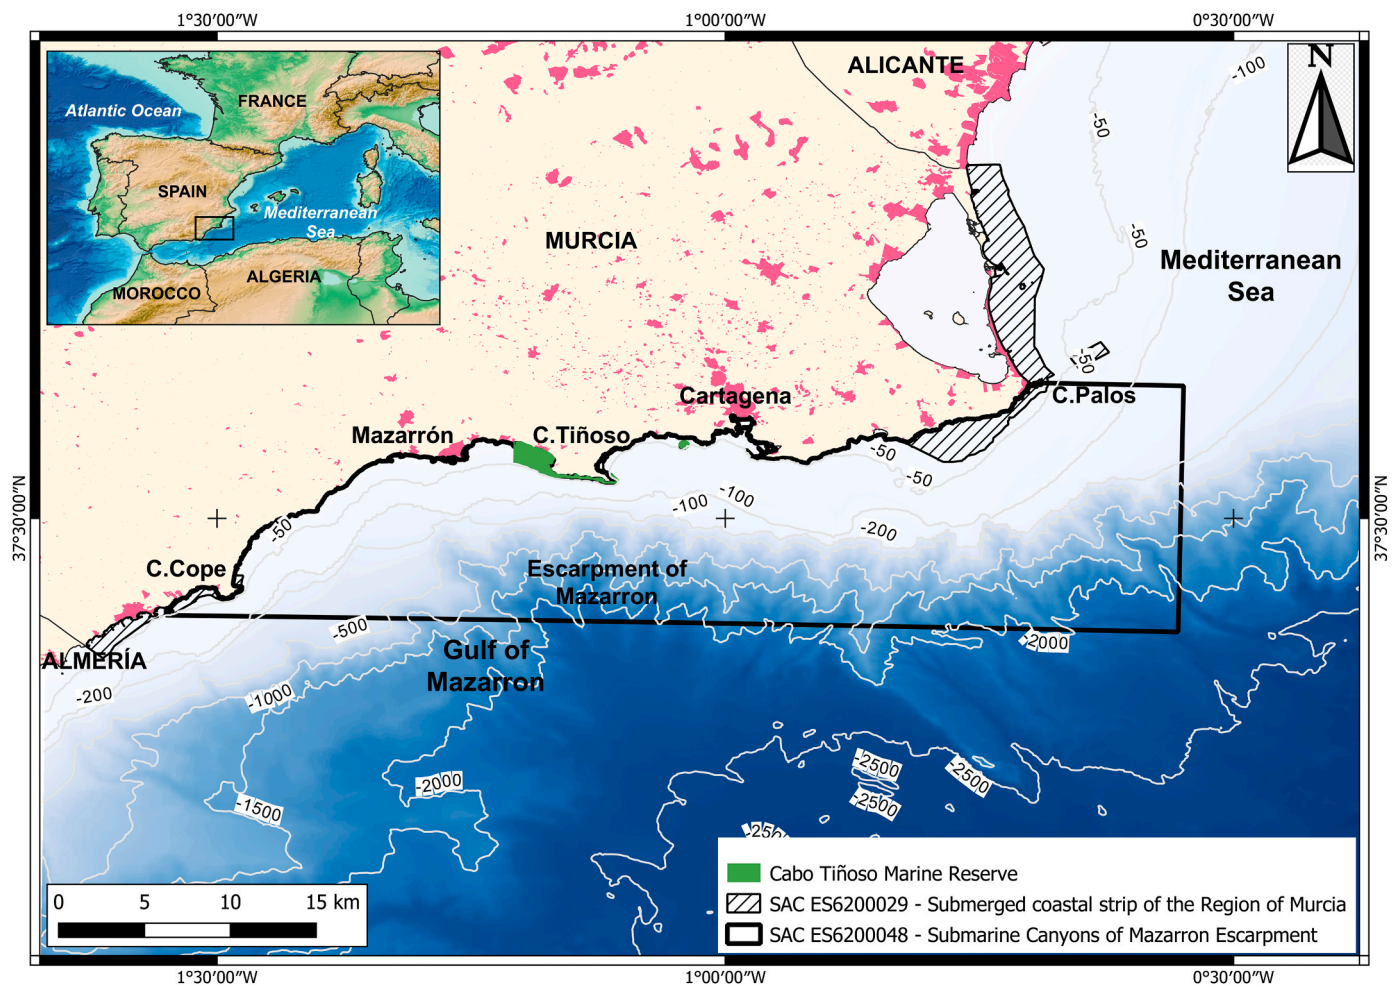 1°30′00″W
1°00′00″W
0°30′00″W
N
-100
ALICANTE
Atlantic Ocean
FRANCE
-50
SPAIN
Mediterranean
Sea
ALGERIA
MOROCCO
MURCIA
-50
Mediterranean
Sea
-50
Cartagena
C.Palos
Mazarrón
C.Tiñoso
-50
-50
-100
-100
-50
-200
37°30′00″N
37°30′00″N
C.Cope
Escarpment of
Mazarron
-500
-2000
Gulf of
Mazarron
ALMERÍA
-200
-1000
-2000
-1500
-2500
-2500
-2500
0
5
10
15 km
Cabo Tiñoso Marine Reserve
SAC ES6200029 - Submerged coastal strip of the Region of Murcia
SAC ES6200048 - Submarine Canyons of Mazarron Escarpment
1°30′00″W
1°00′00″W
0°30′00″W